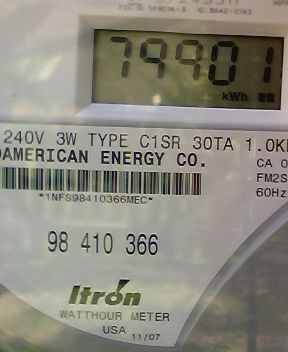 79901
kWh
240V 3W TYPE C1SR 30TA 1.0K
AMERICAN ENERGY CO.
CA 0
FM2S
60Hz
*1NFS98410366MEC*
98 410 366
Itron
WATTHOUR METER
USA 11/07